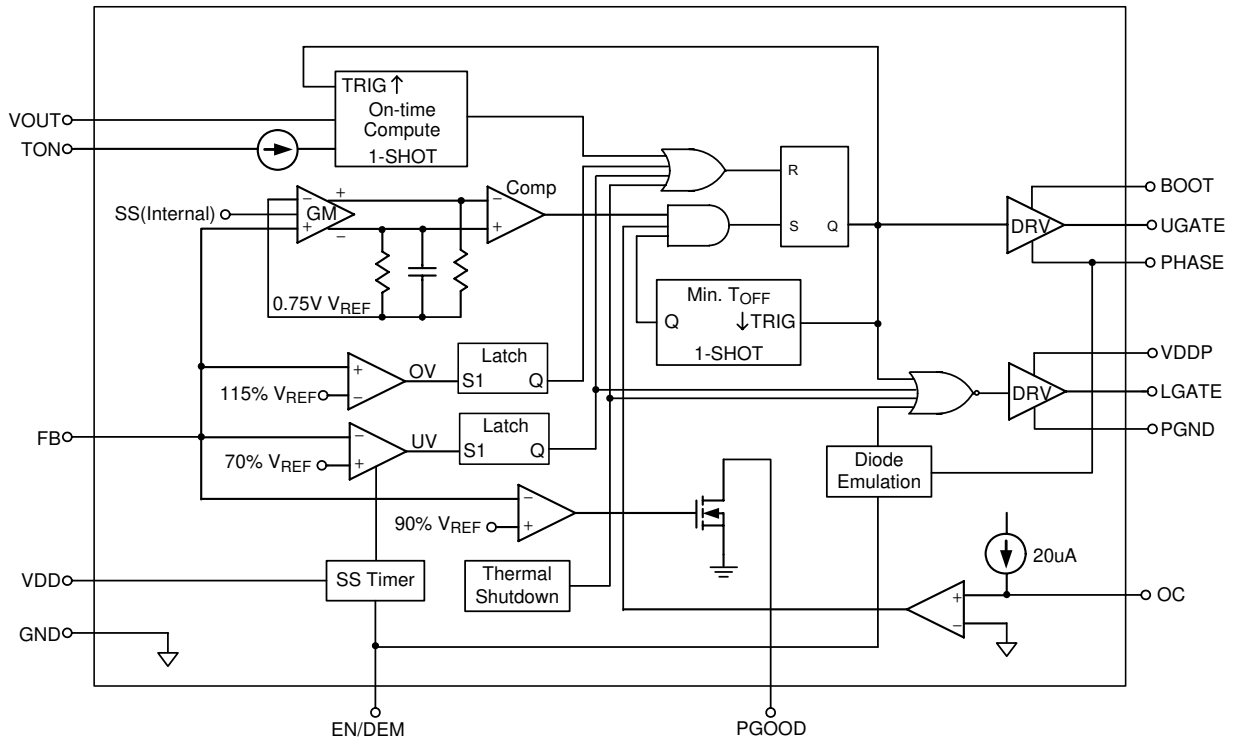 TRIG ↑
On-time
Compute
1-SHOT
VOUT
TON
R
S
Q
BOOT
DRV
UGATE
PHASE
SS(Internal)
−
GM
+
+
−
−
Comp
+
0.75V VREF
Min. TOFF
Q
↓TRIG
1-SHOT
VDDP
DRV
LGATE
PGND
+
−
OV
115% VREF
Latch
S1
Q
FB
−
+
UV
70% VREF
Latch
S1
Q
Diode
Emulation
−
+
90% VREF
20uA
VDD
SS Timer
Thermal
Shutdown
+
−
OC
GND
EN/DEM
PGOOD